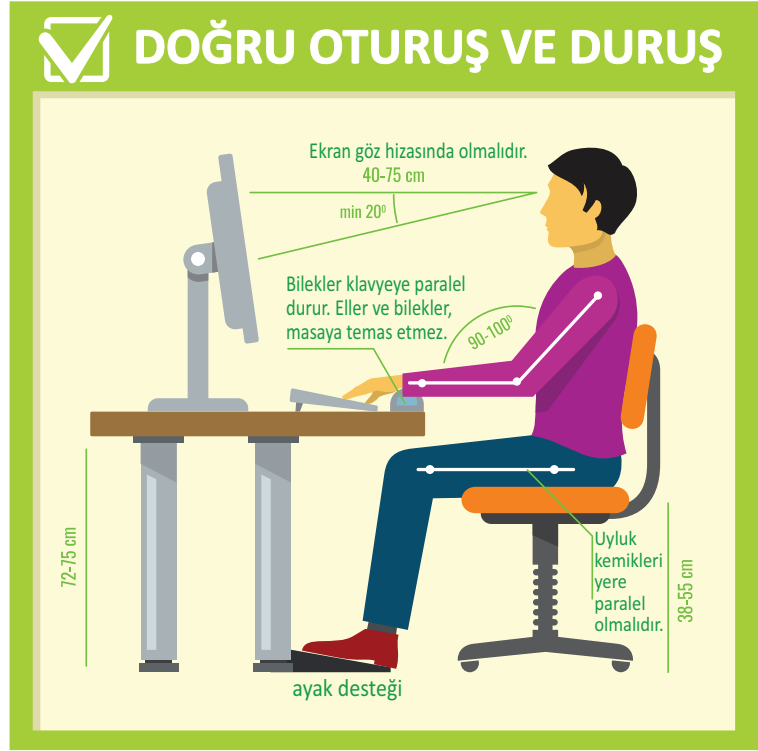 DOĞRU OTURUŞ VE DURUŞ
Ekran göz hizasında olmalıdır.
40-75 cm
min 20⁰
Bilekler klavyeye paralel
durur. Eller ve bilekler,
masaya temas etmez.
90-100⁰
72-75 cm
Uyluk
kemikleri
yere
paralel
olmalıdır.
38-55 cm
ayak desteği